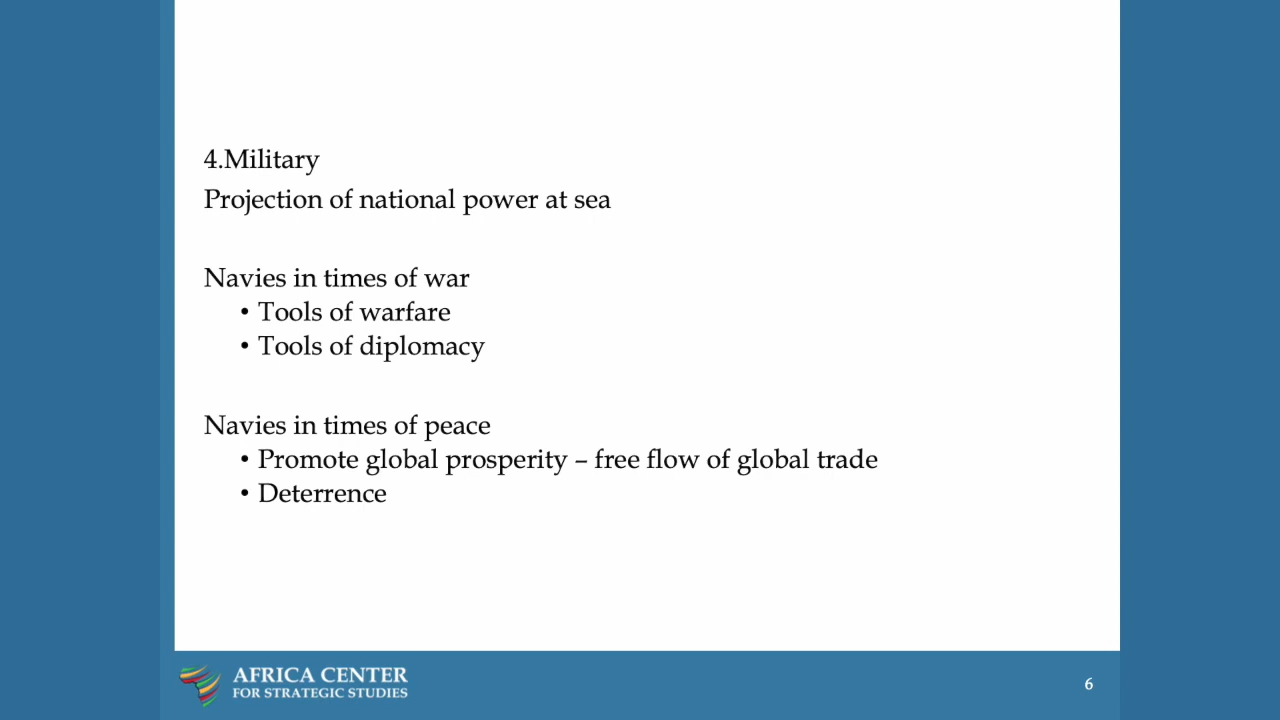 4.Military
Projection of national power at sea
Navies in times of war
• Tools of warfare
• Tools of diplomacy
Navies in times of peace
• Promote global prosperity – free flow of global trade
• Deterrence
AFRICA CENTER
FOR STRATEGIC STUDIES
6